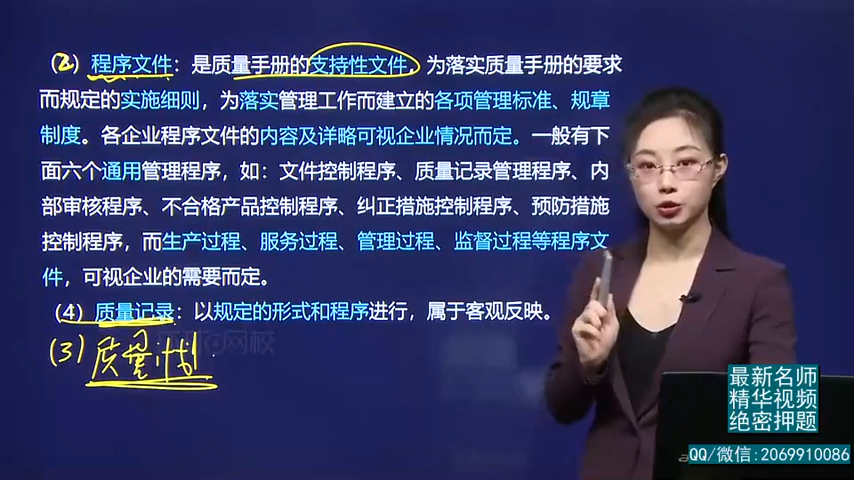 （2）程序文件：是质量手册的支持性文件，为落实质量手册的要求
而规定的实施细则，为落实管理工作而建立的各项管理标准、规章
制度。各企业程序文件的内容及详略可视企业情况而定。一般有下
面六个通用管理程序，如：文件控制程序、质量记录管理程序、内
部审核程序、不合格产品控制程序、纠正措施控制程序、预防措施
控制程序，而生产过程、服务过程、管理过程、监督过程等程序文
件，可视企业的需要而定。
（4）质量记录：以规定的形式和程序进行，属于客观反映。
(3) 质量计划
最新名师
精华视频
绝密押题
QQ/微信:2069910086